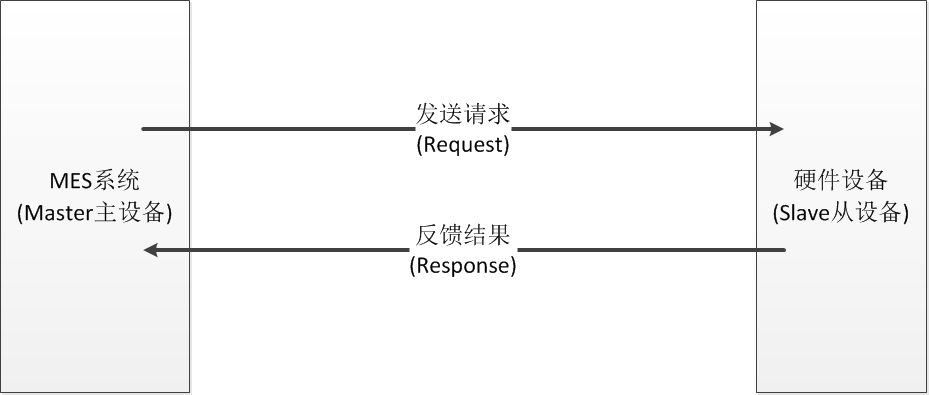 发送请求
(Request)
MES系统
(Master主设备)
硬件设备
(Slave从设备)
反馈结果
(Response)